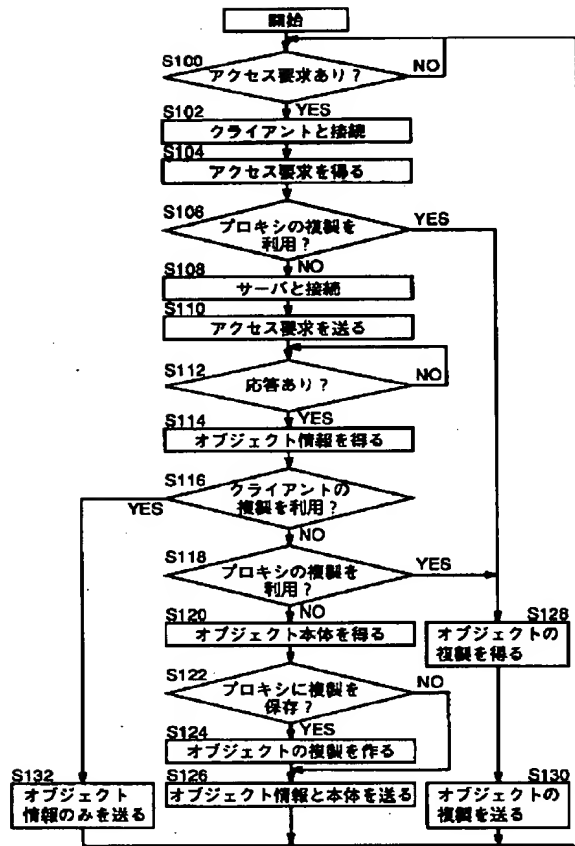 開始
S100
アクセス要求あり？
NO
YES
S102
クライアントと接続
S104
アクセス要求を得る
S106
プロキシの複製を
利用？
YES
NO
S108
サーバと接続
S110
アクセス要求を送る
S112
応答あり？
NO
YES
S114
オブジェクト情報を得る
S116
クライアントの
複製を利用？
YES
NO
S118
プロキシの複製を
利用？
YES
NO
S120
オブジェクト本体を得る
S128
オブジェクトの
複製を得る
S122
プロキシに複製を
保存？
NO
YES
S124
オブジェクトの複製を作る
S132
オブジェクト
情報のみを送る
S126
オブジェクト情報と本体を送る
S130
オブジェクトの
複製を送る